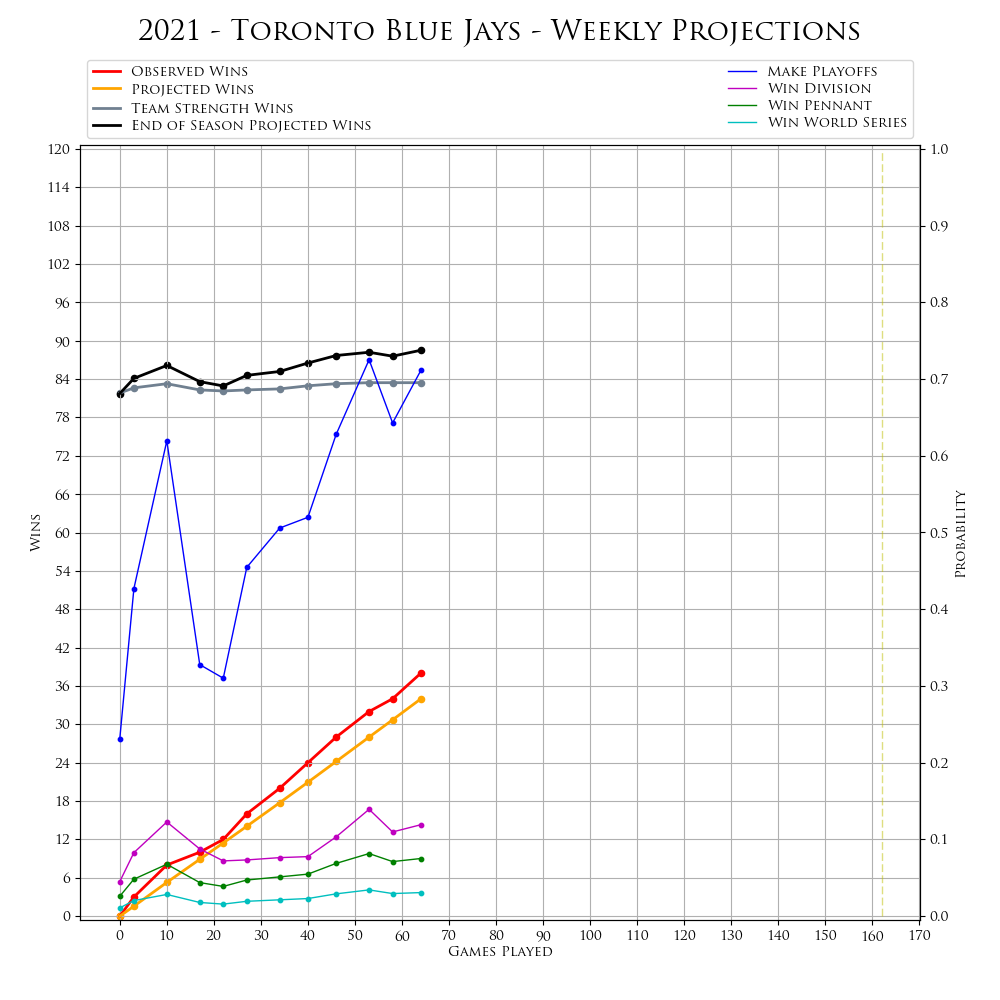 2021 - Toronto Blue Jays - Weekly Projections
Observed Wins
Projected Wins
Team Strength Wins
End of Season Projected Wins
Make Playoffs
Win Division
Win Pennant
Win World Series
120
114
108
102
96
90
84
78
72
66
60
54
48
42
36
30
24
18
12
6
0
Wins
1.0
0.9
0.8
0.7
0.6
0.5
0.4
0.3
0.2
0.1
0.0
Probability
0 10 20 30 40 50 60 70 80 90 100 110 120 130 140 150 160 170
Games Played